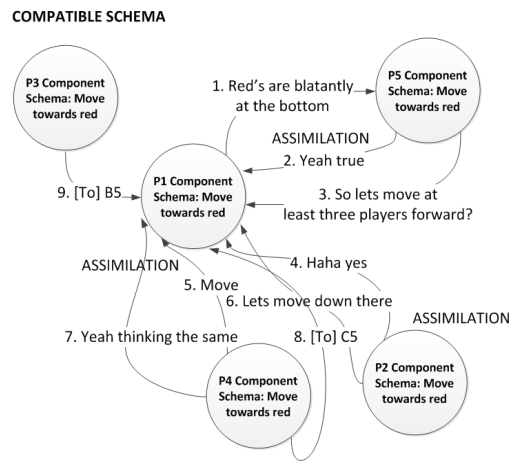 COMPATIBLE SCHEMA
P3 Component
Schema: Move
towards red
P5 Component
Schema: Move
towards red
1. Red's are blatantly
at the bottom
ASSIMILATION
2. Yeah true
P1 Component
Schema: Move
towards red
9. [To] B5
3. So lets move at
least three players forward?
ASSIMILATION
4. Haha yes
5. Move
6. Lets move down there
ASSIMILATION
7. Yeah thinking the same
8. [To] C5
P4 Component
Schema: Move
towards red
P2 Component
Schema: Move
towards red